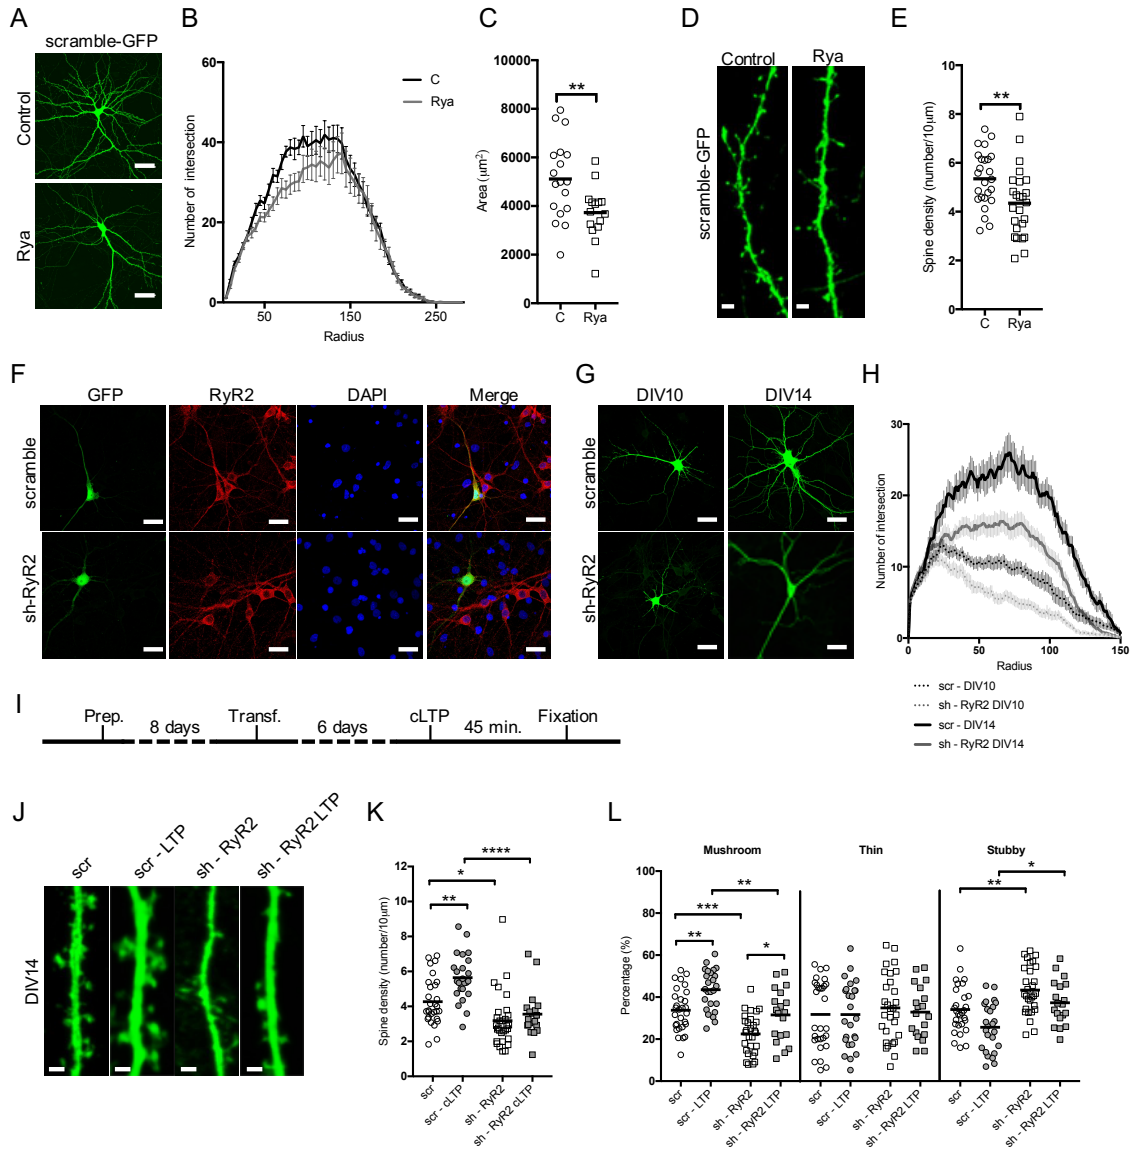 A
scramble-GFP
Control
Rya
B
60
40
20
0
50
150
250
Number of intersection
Radius
C
Rya
C
10000
8000
6000
4000
2000
0
Area (μm²)
**
C
Rya
D
Control
Rya
scramble-GFP
E
10
8
6
4
2
0
Spine density (number/10μm)
**
C
Rya
F
GFP
RyR2
DAPI
Merge
scramble
sh-RyR2
G
DIV10
DIV14
scramble
sh-RyR2
H
30
20
10
0
0
50
100
150
Number of intersection
Radius
scr - DIV10
sh - RyR2 DIV10
scr - DIV14
sh - RyR2 DIV14
I
Prep.
8 days
Transf.
6 days
cLTP
45 min.
Fixation
J
scr
scr - LTP
sh - RyR2
sh - RyR2 LTP
DIV14
K
12
10
8
6
4
2
0
Spine density (number/10μm)
****
*
**
scr
scr - cLTP
sh - RyR2
sh - RyR2 cLTP
L
Mushroom
Thin
Stubby
100
80
60
40
20
0
Percentage (%)
**
***
**
*
*
**
scr
scr - LTP
sh - RyR2
sh - RyR2 LTP
scr
scr - LTP
sh - RyR2
sh - RyR2 LTP
scr
scr - LTP
sh - RyR2
sh - RyR2 LTP